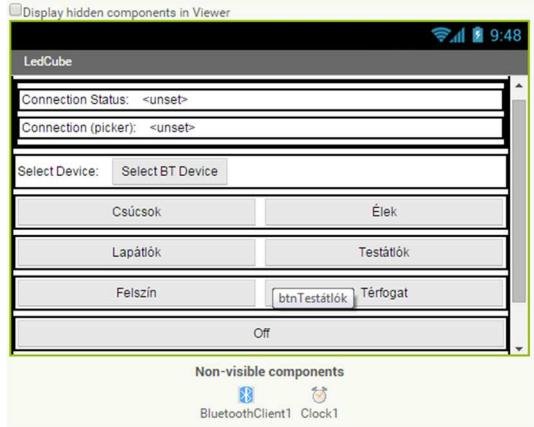 Display hidden components in Viewer
9:48
LedCube
Connection Status: <unset>
Connection (picker): <unset>
Select Device: Select BT Device
Csúcsok Élek
Lapátlók Testátlók
Felszín Térfogat
btnTestátlók
Off
Non-visible components
BluetoothClient1 Clock1